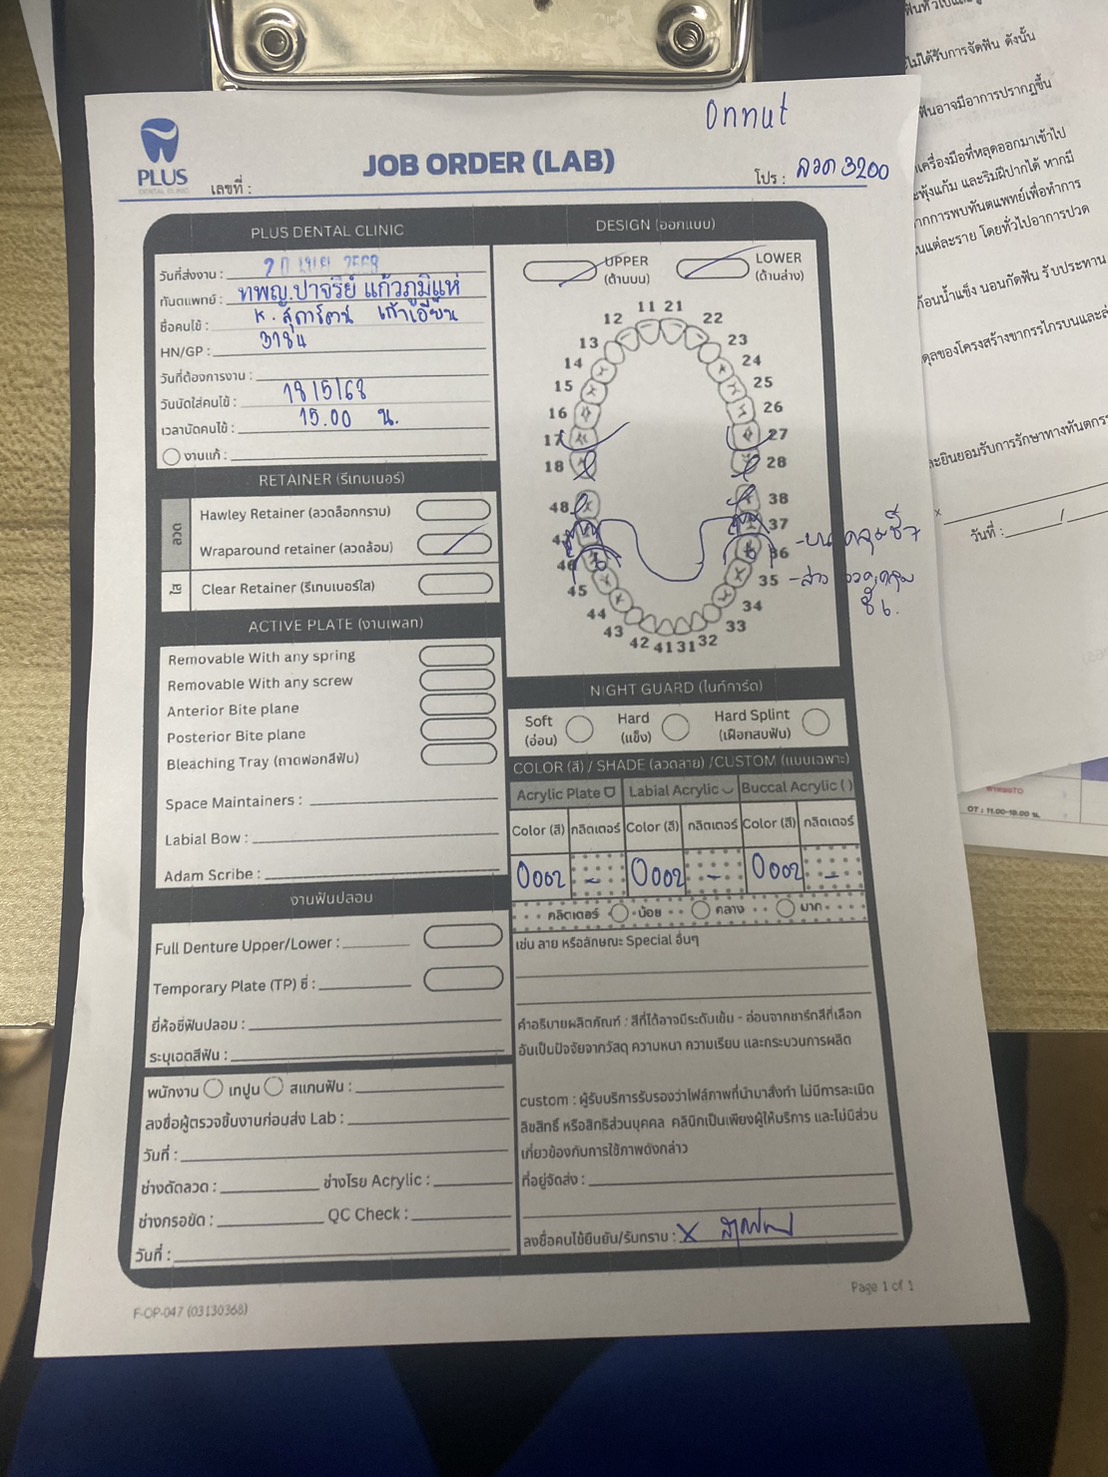 Onnut
PLUS
DENTAL CLINIC
JOB ORDER (LAB)
เลขที่ :
โปร : ลวด 3200
PLUS DENTAL CLINIC
วันที่ส่งงาน : 20 เม.ย. 2568
ทันตแพทย์ : ทพญ.ปาจรีย์ แก้วภูมิแห่
ชื่อคนไข้ : K. สุดารัตน์
HN/GP : 3184
วันที่ต้องการงาน :
วันนัดใส่คนไข้ : 18/5/68
เวลานัดคนไข้ : 15.00 น.
งานแก้ :
RETAINER (รีเทนเนอร์)
ลวด
Hawley Retainer (ลวดล็อกกราม)
Wraparound retainer (ลวดล้อม)
ใส
Clear Retainer (รีเทนเนอร์ใส)
ACTIVE PLATE (งานเพลท)
Removable With any spring
Removable With any screw
Anterior Bite plane
Posterior Bite plane
Bleaching Tray (ถาดฟอกสีฟัน)
Space Maintainers :
Labial Bow :
Adam Scribe :
งานฟันปลอม
Full Denture Upper/Lower :
Temporary Plate (TP) ซี่ :
ยี่ห้อซี่ฟันปลอม :
ระบุเฉดสีฟัน :
พนักงาน เทปูน สแกนฟัน :
ลงชื่อผู้ตรวจชิ้นงานก่อนส่ง Lab :
วันที่ :
ช่างดัดลวด : ช่างโรย Acrylic :
ช่างกรอขัด : QC Check :
วันที่ :
DESIGN (ออกแบบ)
UPPER
(ด้านบน)
LOWER
(ด้านล่าง)
11 21
12 22
13 23
14 24
15 25
16 26
17 27
18 28
48 38
47 37
46 36
45 35
44 34
43 33
42 41 31 32
- บน คลุมซี่ 7
- ล่าง ลวดคลุม
ซี่ 6.
NIGHT GUARD (ไนท์การ์ด)
Soft
(อ่อน)
Hard
(แข็ง)
Hard Splint
(เฝือกสบฟัน)
COLOR (สี) / SHADE (ลวดลาย) /CUSTOM (แบบเฉพาะ)
Acrylic Plate Labial Acrylic Buccal Acrylic ( )
Color (สี) กลิตเตอร์ Color (สี) กลิตเตอร์ Color (สี) กลิตเตอร์
0002 - 0002 - 0002 -
กลิตเตอร์ น้อย กลาง มาก
เช่น ลาย หรือลักษณะ Special อื่นๆ
คำอธิบายผลิตภัณฑ์ : สีที่ได้อาจมีระดับเข้ม - อ่อนจากชาร์ทสีที่เลือก
อันเป็นปัจจัยจากวัสดุ ความหนา ความเรียบ และกระบวนการผลิต
custom : ผู้รับบริการรับรองว่าไฟล์ภาพที่นำมาสั่งทำ ไม่มีการละเมิด
ลิขสิทธิ์ หรือสิทธิส่วนบุคคล คลินิกเป็นเพียงผู้ให้บริการ และไม่มีส่วน
เกี่ยวข้องกับการใช้ภาพดังกล่าว
ที่อยู่จัดส่ง :
ลงชื่อคนไข้ยืนยัน/รับทราบ : X
F-OP-047 (03130368)
Page 1 of 1
ไม่ได้รับการจัดฟัน ดังนั้น
ฟันอาจมีอาการปรากฏขึ้น
เครื่องมือที่หลุดออกมาเข้าไป
ะพุ้งแก้ม และริมฝีปากได้ หากมี
ากการพบทันตแพทย์เพื่อทำการ
นแต่ละราย โดยทั่วไปอาการปวด
ก้อนน้ำแข็ง นอนกัดฟัน รับประทาน
ดุลของโครงสร้างขากรรไกรบนและล
ละยินยอมรับการรักษาทางทันตกร
วันที่ : /
OT : 11.00-19.00 น.